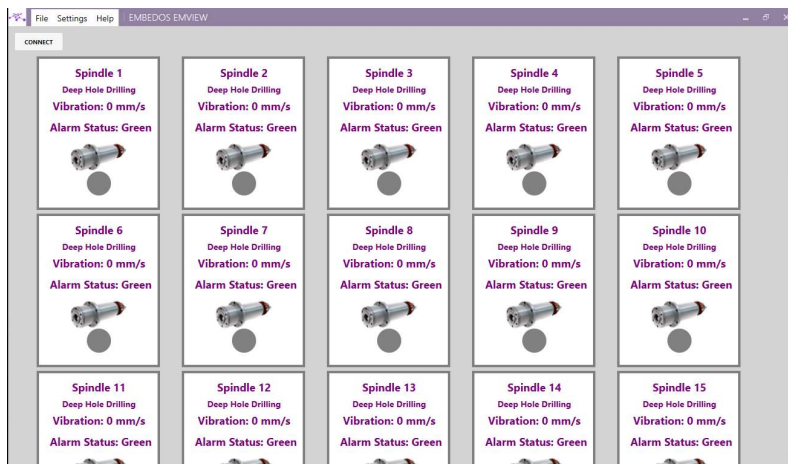 File Settings Help EMBEDOS EMVIEW
CONNECT
Spindle 1
Deep Hole Drilling
Vibration: 0 mm/s
Alarm Status: Green
Spindle 2
Deep Hole Drilling
Vibration: 0 mm/s
Alarm Status: Green
Spindle 3
Deep Hole Drilling
Vibration: 0 mm/s
Alarm Status: Green
Spindle 4
Deep Hole Drilling
Vibration: 0 mm/s
Alarm Status: Green
Spindle 5
Deep Hole Drilling
Vibration: 0 mm/s
Alarm Status: Green
Spindle 6
Deep Hole Drilling
Vibration: 0 mm/s
Alarm Status: Green
Spindle 7
Deep Hole Drilling
Vibration: 0 mm/s
Alarm Status: Green
Spindle 8
Deep Hole Drilling
Vibration: 0 mm/s
Alarm Status: Green
Spindle 9
Deep Hole Drilling
Vibration: 0 mm/s
Alarm Status: Green
Spindle 10
Deep Hole Drilling
Vibration: 0 mm/s
Alarm Status: Green
Spindle 11
Deep Hole Drilling
Vibration: 0 mm/s
Alarm Status: Green
Spindle 12
Deep Hole Drilling
Vibration: 0 mm/s
Alarm Status: Green
Spindle 13
Deep Hole Drilling
Vibration: 0 mm/s
Alarm Status: Green
Spindle 14
Deep Hole Drilling
Vibration: 0 mm/s
Alarm Status: Green
Spindle 15
Deep Hole Drilling
Vibration: 0 mm/s
Alarm Status: Green